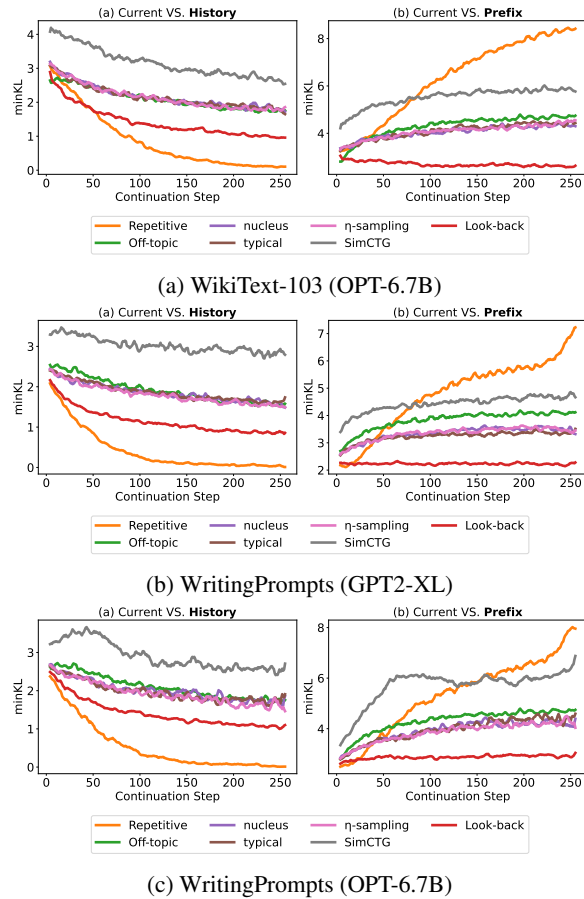 (a) Current VS. History
(b) Current VS. Prefix
minKL
4
3
2
1
0
minKL
8
6
4
0 50 100 150 200 250
0 50 100 150 200 250
Continuation Step
Continuation Step
Repetitive nucleus η-sampling Look-back
Off-topic typical SimCTG
(a) WikiText-103 (OPT-6.7B)
(a) Current VS. History
(b) Current VS. Prefix
minKL
3
2
1
0
minKL
7
6
5
4
3
2
0 50 100 150 200 250
0 50 100 150 200 250
Continuation Step
Continuation Step
Repetitive nucleus η-sampling Look-back
Off-topic typical SimCTG
(b) WritingPrompts (GPT2-XL)
(a) Current VS. History
(b) Current VS. Prefix
minKL
3
2
1
0
minKL
8
6
4
0 50 100 150 200 250
0 50 100 150 200 250
Continuation Step
Continuation Step
Repetitive nucleus η-sampling Look-back
Off-topic typical SimCTG
(c) WritingPrompts (OPT-6.7B)